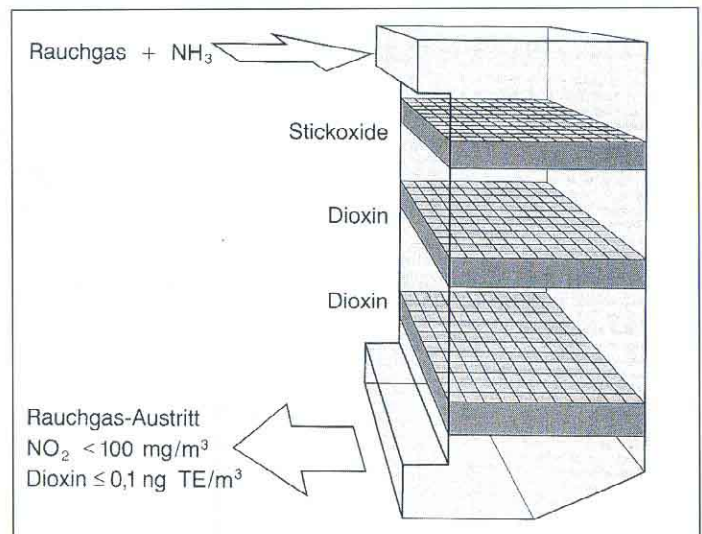 Rauchgas + NH₃
Stickoxide
Dioxin
Dioxin
Rauchgas-Austritt
NO₂ <100 mg/m³
Dioxin ≤ 0,1 ng TE/m³